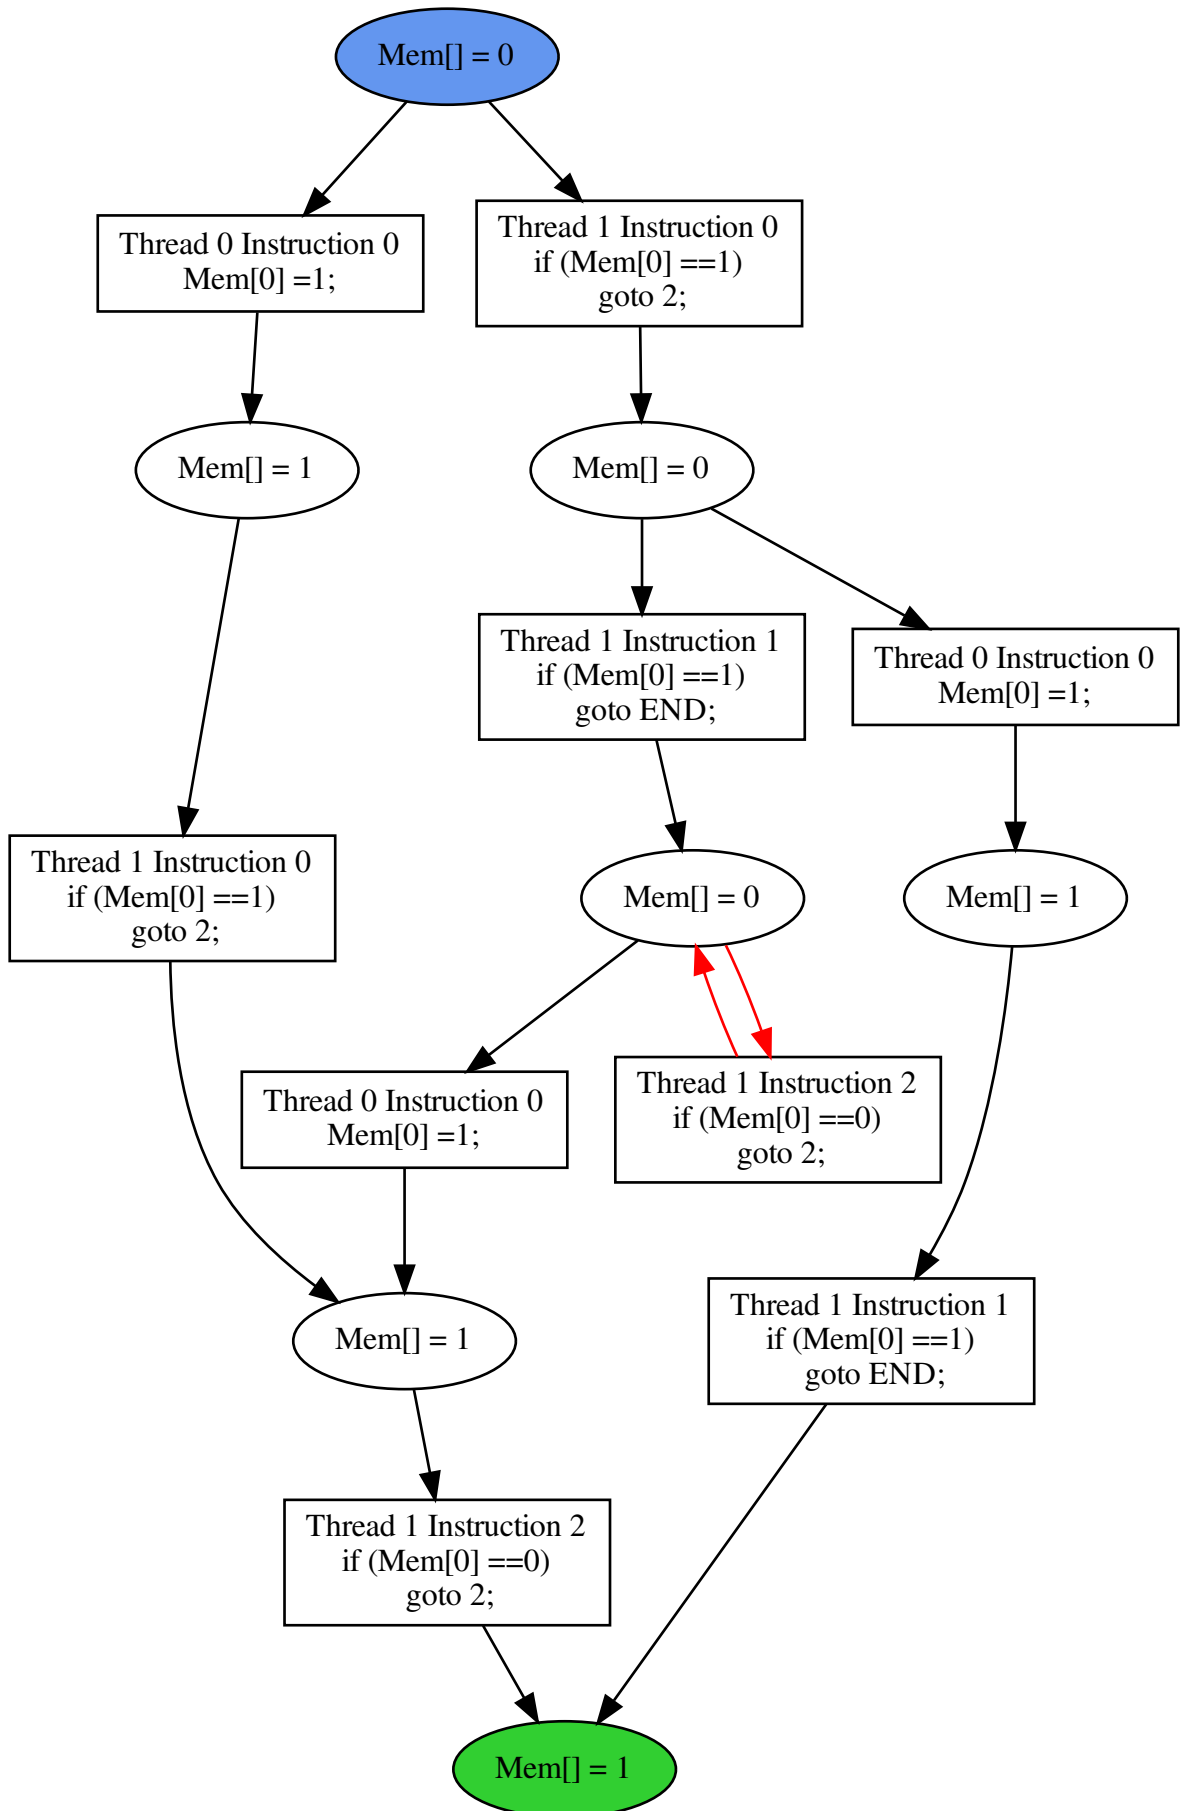 Mem[] = 0
Thread 0 Instruction 0
Mem[0] =1;
Thread 1 Instruction 0
if (Mem[0] ==1)
goto 2;
Mem[] = 1
Mem[] = 0
Thread 1 Instruction 1
if (Mem[0] ==1)
goto END;
Thread 0 Instruction 0
Mem[0] =1;
Thread 1 Instruction 0
if (Mem[0] ==1)
goto 2;
Mem[] = 0
Mem[] = 1
Thread 0 Instruction 0
Mem[0] =1;
Thread 1 Instruction 2
if (Mem[0] ==0)
goto 2;
Mem[] = 1
Thread 1 Instruction 1
if (Mem[0] ==1)
goto END;
Thread 1 Instruction 2
if (Mem[0] ==0)
goto 2;
Mem[] = 1